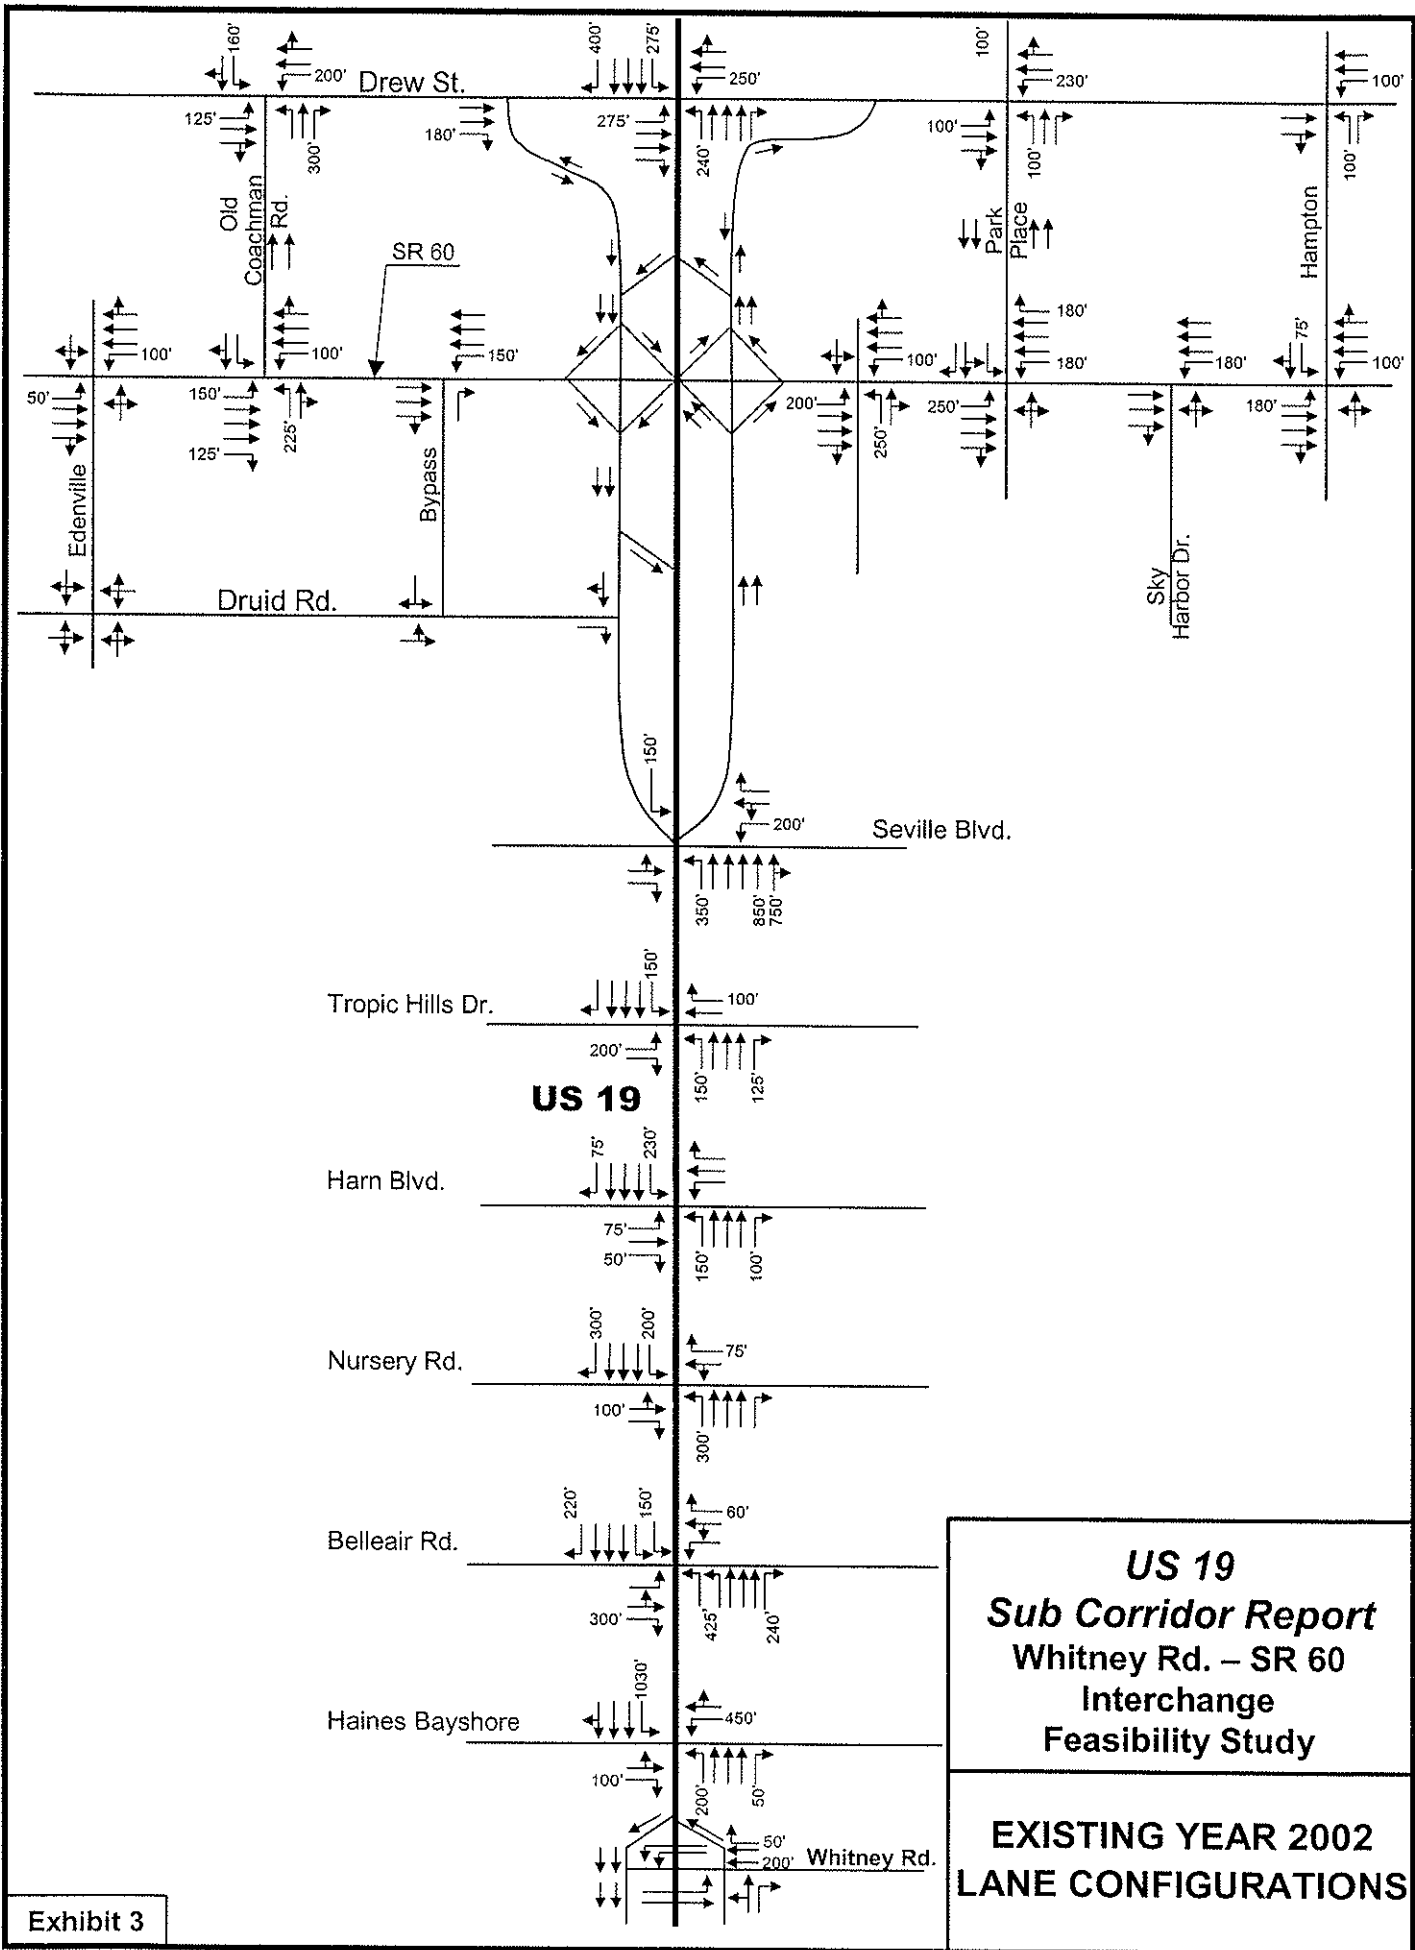 160'
200'
Drew St.
400'
275'
250'
100'
230'
100'
125'
300'
180'
275'
240'
100'
100'
100'
Old
Coachman
Rd.
Park
Place
Hampton
SR 60
100'
100'
150'
100'
180'
180'
180'
75'
100'
50'
150'
125'
225'
200'
250'
250'
180'
Edenville
Bypass
Sky
Harbor Dr.
Druid Rd.
150'
200'
Seville Blvd.
350'
850'
750'
Tropic Hills Dr.
150'
100'
200'
150'
125'
US 19
Harn Blvd.
75'
230'
75'
50'
150'
100'
Nursery Rd.
300'
200'
75'
100'
300'
Belleair Rd.
220'
150'
60'
300'
425'
240'
Haines Bayshore
1030'
450'
100'
200'
50'
50'
200'
Whitney Rd.
US 19
Sub Corridor Report
Whitney Rd. – SR 60
Interchange
Feasibility Study
EXISTING YEAR 2002
LANE CONFIGURATIONS
Exhibit 3